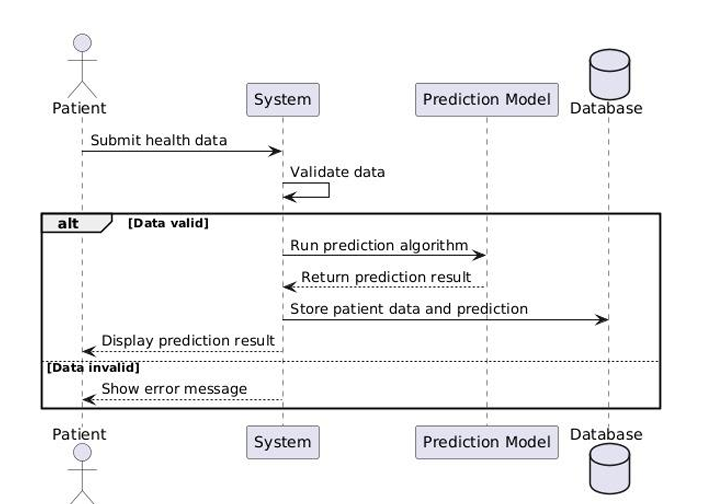 Patient
System
Prediction Model
Database
Submit health data
Validate data
alt
[Data valid]
Run prediction algorithm
Return prediction result
Store patient data and prediction
Display prediction result
[Data invalid]
Show error message
Patient
System
Prediction Model
Database